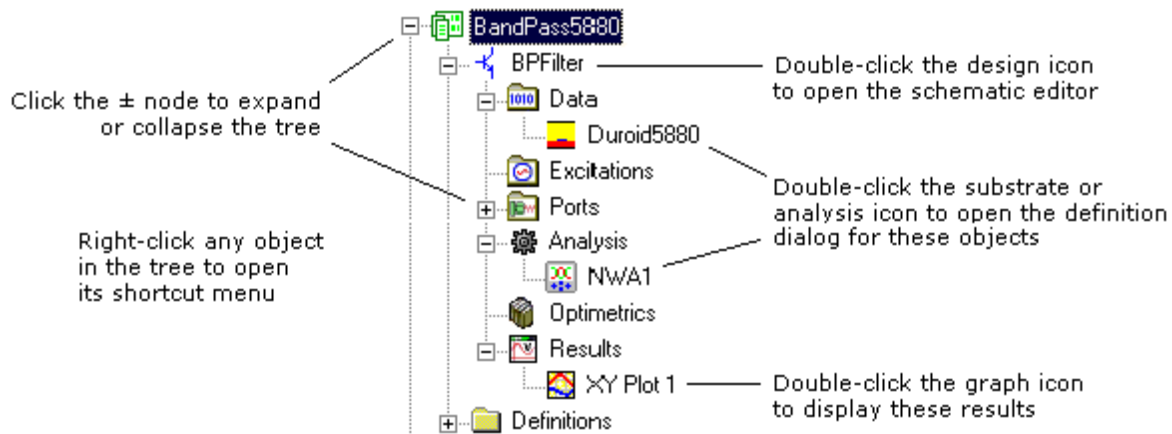 BandPass5880
BPFilter
Double-click the design icon
to open the schematic editor
Click the ± node to expand
or collapse the tree
Data
Duroid5880
Excitations
Double-click the substrate or
analysis icon to open the definition
dialog for these objects
Ports
Right-click any object
in the tree to open
its shortcut menu
Analysis
NWA1
Optimetrics
Results
XY Plot 1
Double-click the graph icon
to display these results
Definitions